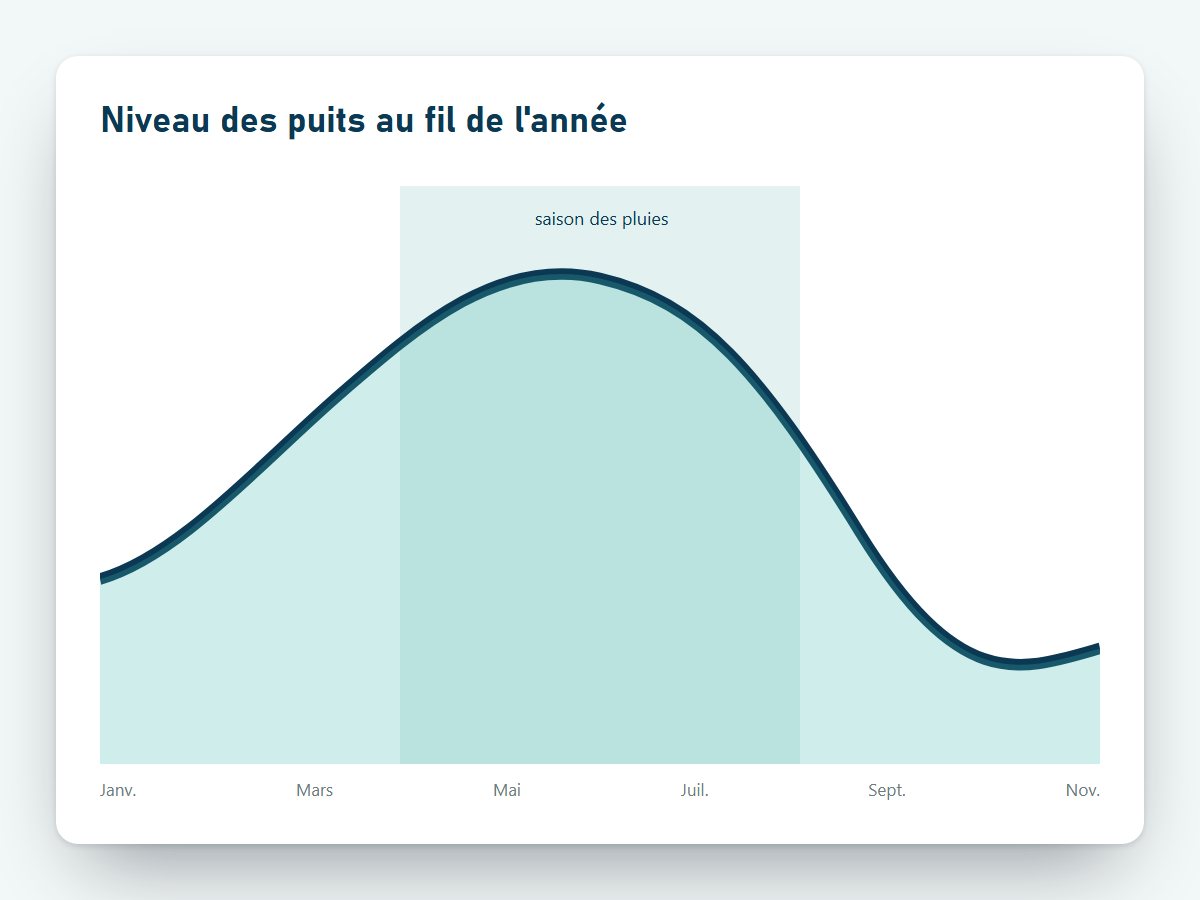 Niveau des puits au fil de l'année
saison des pluies
Janv. Mars Mai Juil. Sept. Nov.